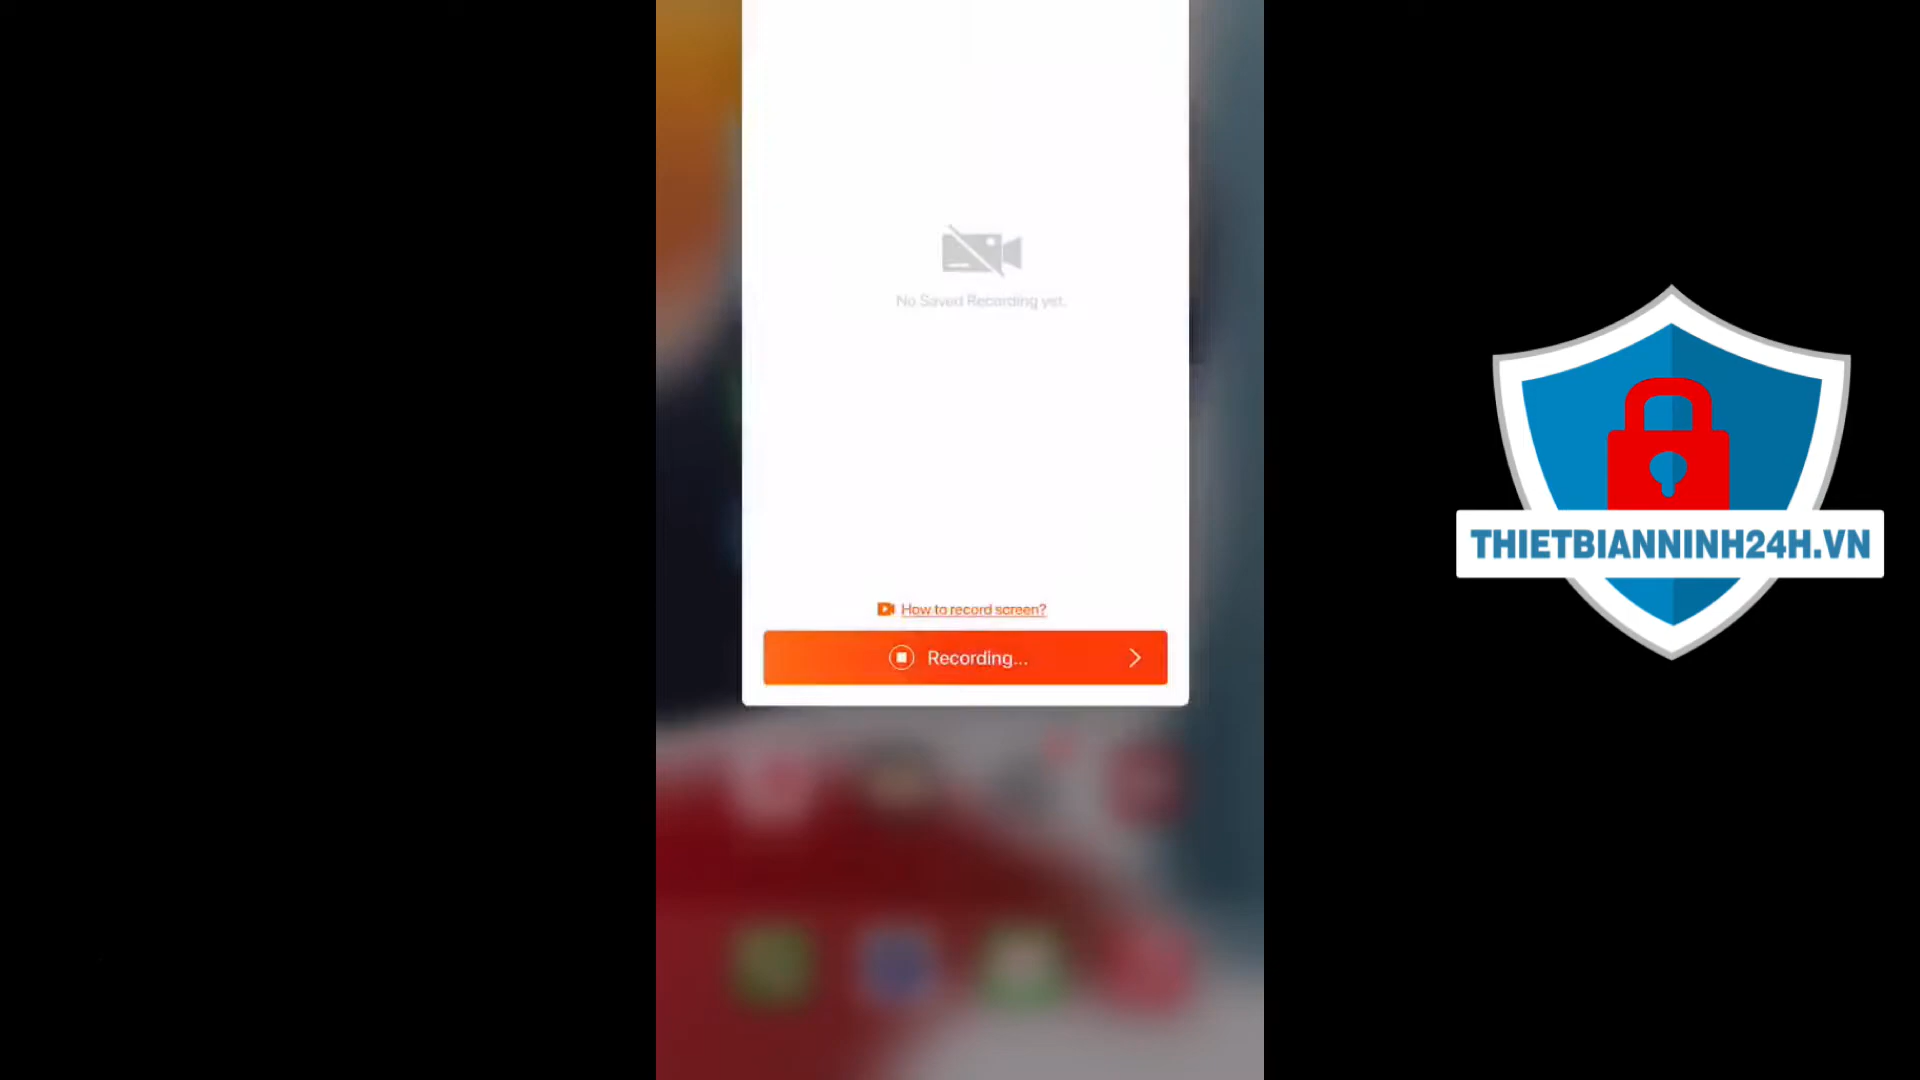 No Saved Recording yet.
How to record screen?
Recording...
THIETBIANNINH24H.VN